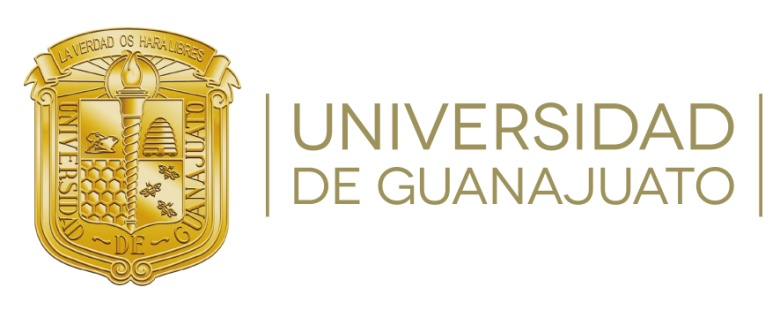 LA VERDAD OS HARA LIBRES
UNIVERSIDAD
DE
GUANAJUATO
UNIVERSIDAD
DE GUANAJUATO